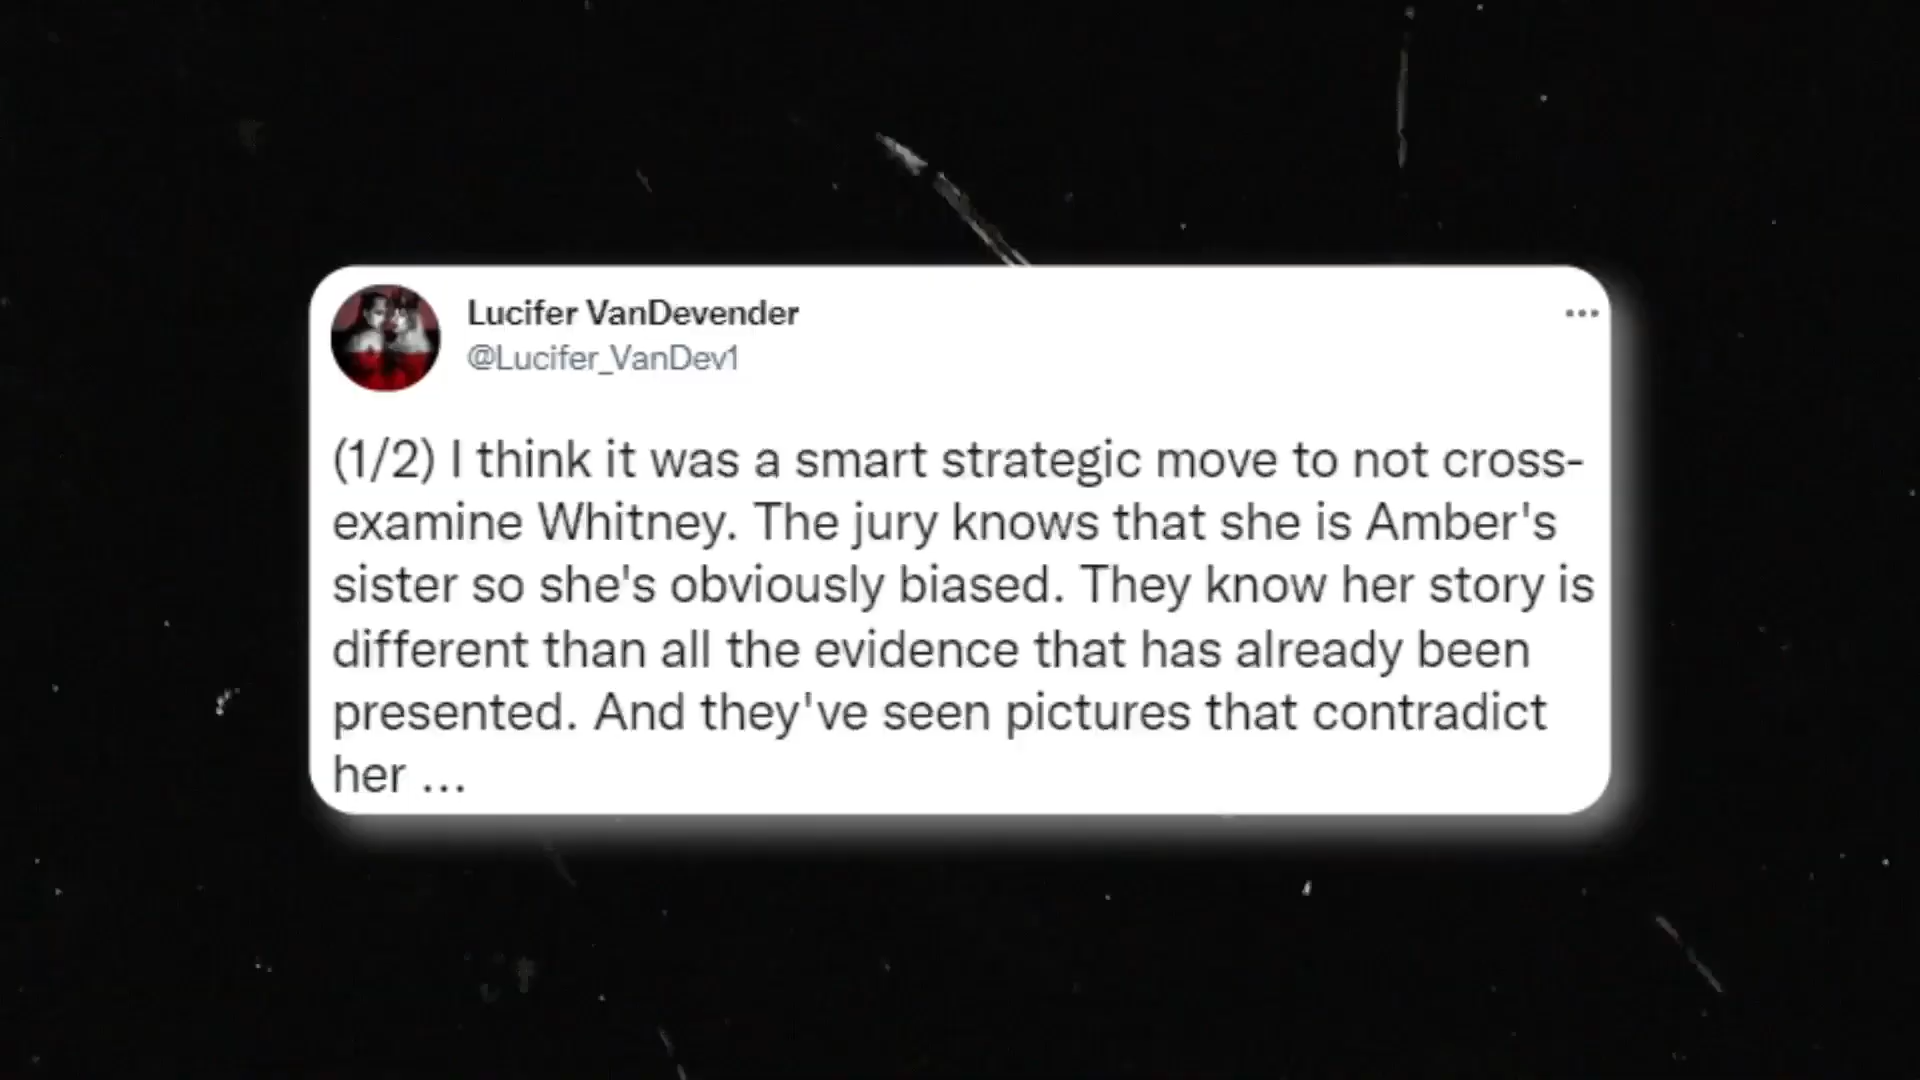 Lucifer VanDevender
@Lucifer_VanDev1
(1/2) I think it was a smart strategic move to not cross-
examine Whitney. The jury knows that she is Amber's
sister so she's obviously biased. They know her story is
different than all the evidence that has already been
presented. And they've seen pictures that contradict
her ...